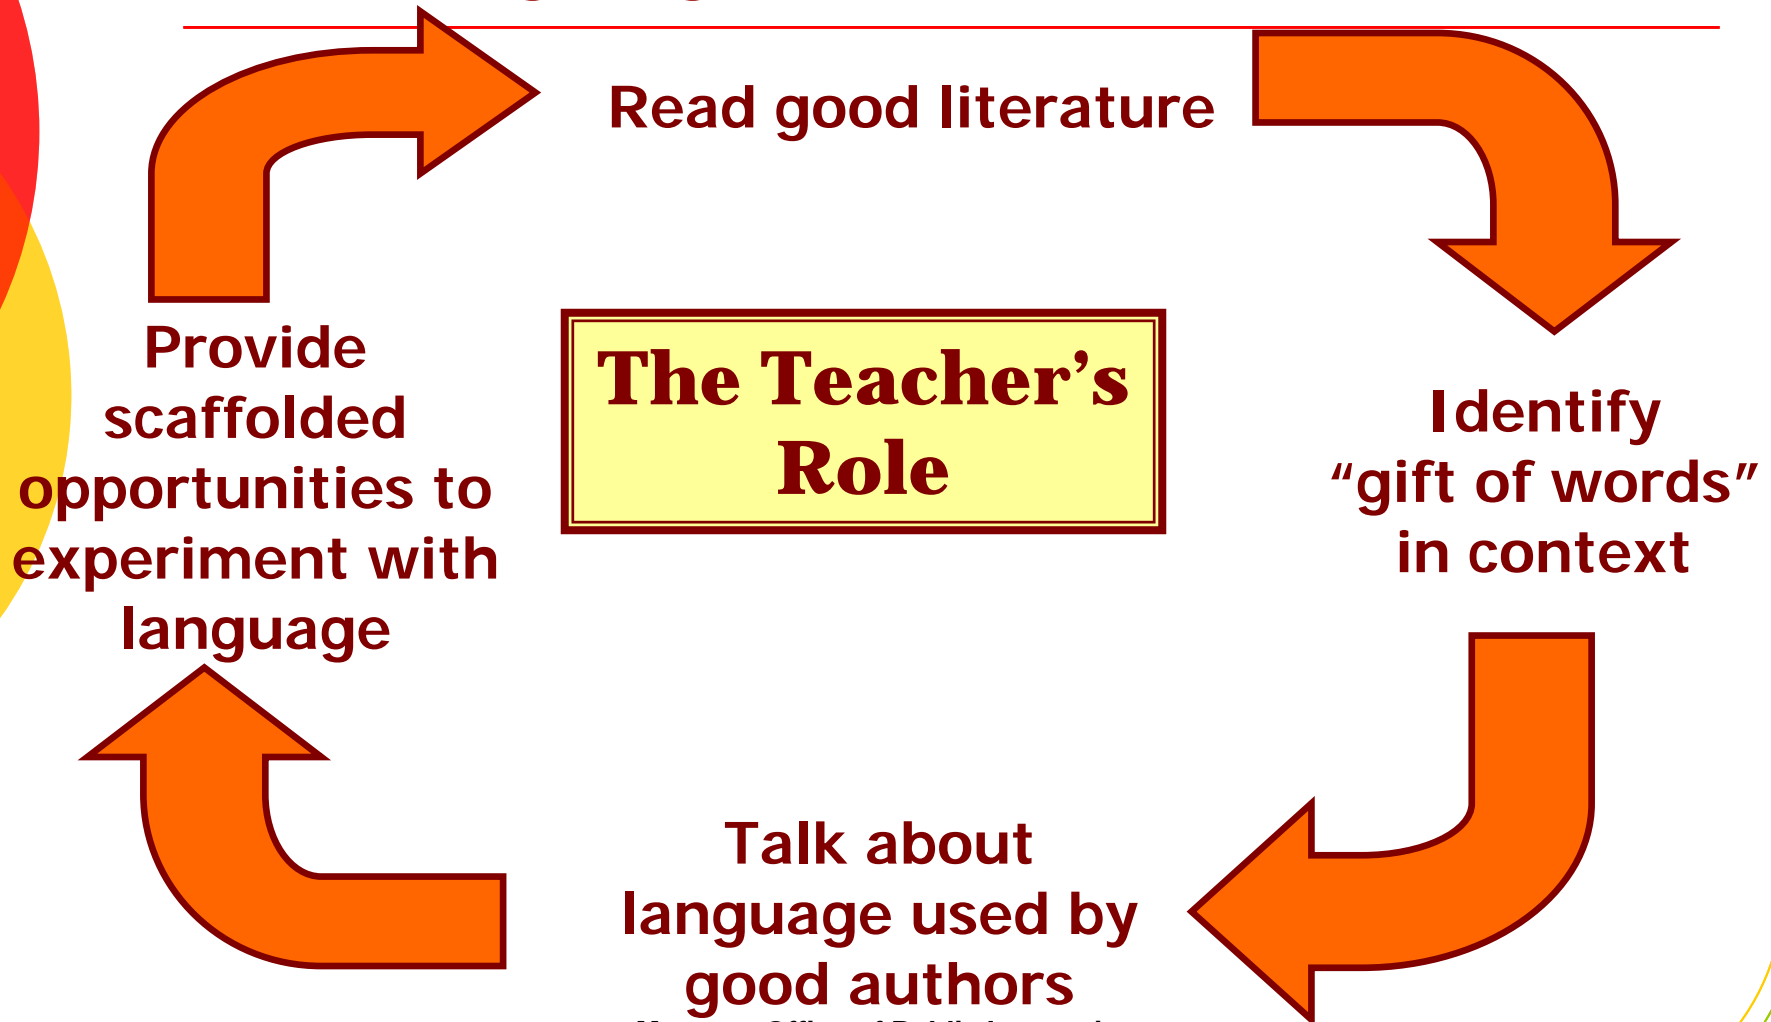 Read good literature
The Teacher’s
Role
Identify
“gift of words”
in context
Talk about
language used by
good authors
Provide
scaffolded
opportunities to
experiment with
language